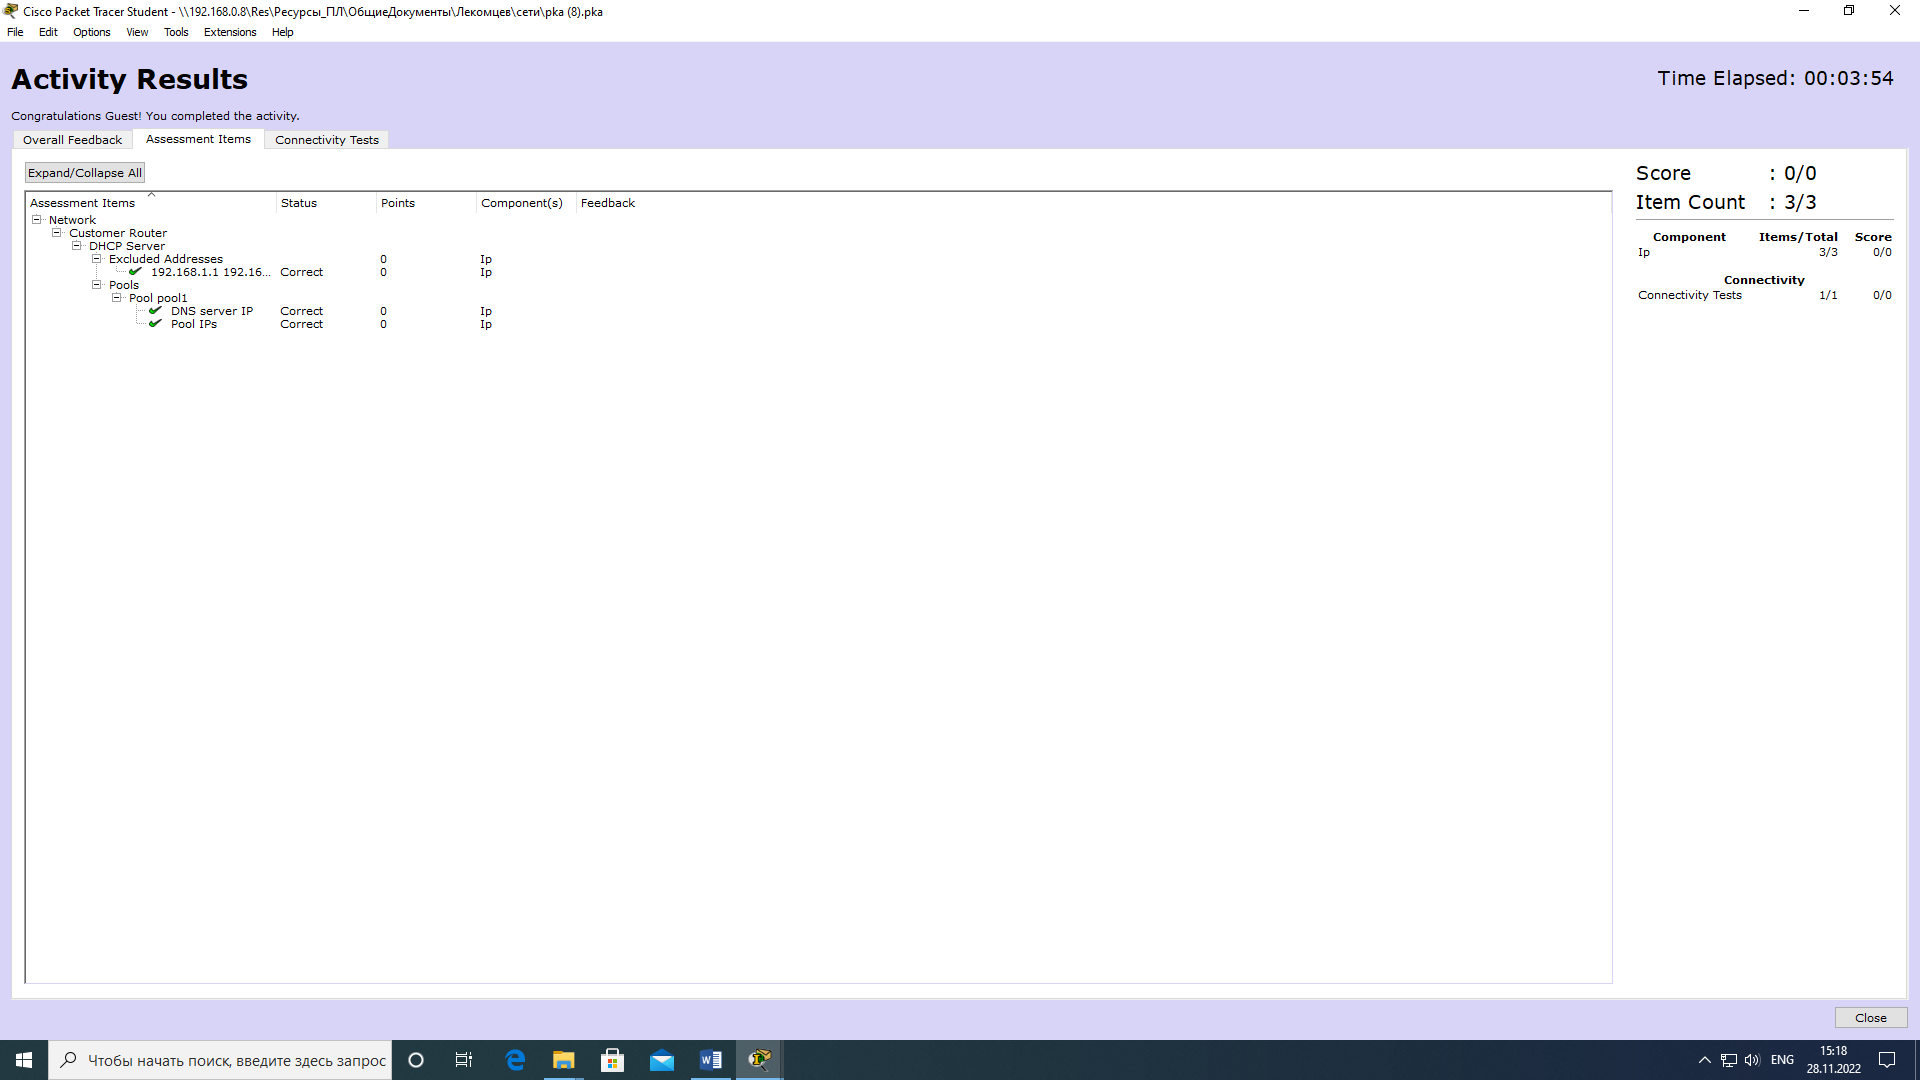 Cisco Packet Tracer Student - \\192.168.0.8\Res\Ресурсы_ПЛ\ОбщиеДокументы\Лекомцев\сети\pka (8).pka
File Edit Options View Tools Extensions Help
Activity Results
Time Elapsed: 00:03:54
Congratulations Guest! You completed the activity.
Overall Feedback Assessment Items Connectivity Tests
Expand/Collapse All
Assessment Items Status Points Component(s) Feedback
Network
Customer Router
DHCP Server
Excluded Addresses 0 Ip
192.168.1.1 192.16... Correct 0 Ip
Pools
Pool pool1
DNS server IP Correct 0 Ip
Pool IPs Correct 0 Ip
Score : 0/0
Item Count : 3/3
Component Items/Total Score
Ip 3/3 0/0
Connectivity
Connectivity Tests 1/1 0/0
Close
Чтобы начать поиск, введите здесь запрос
ENG
15:18
28.11.2022